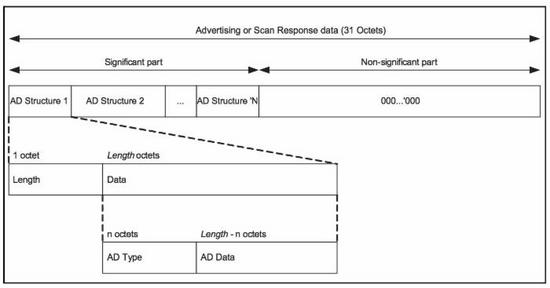 Advertising or Scan Response data (31 Octets)
Significant part Non-significant part
AD Structure 1 AD Structure 2 ... AD Structure 'N 000...'000
1 octet Length octets
Length Data
n octets Length - n octets
AD Type AD Data